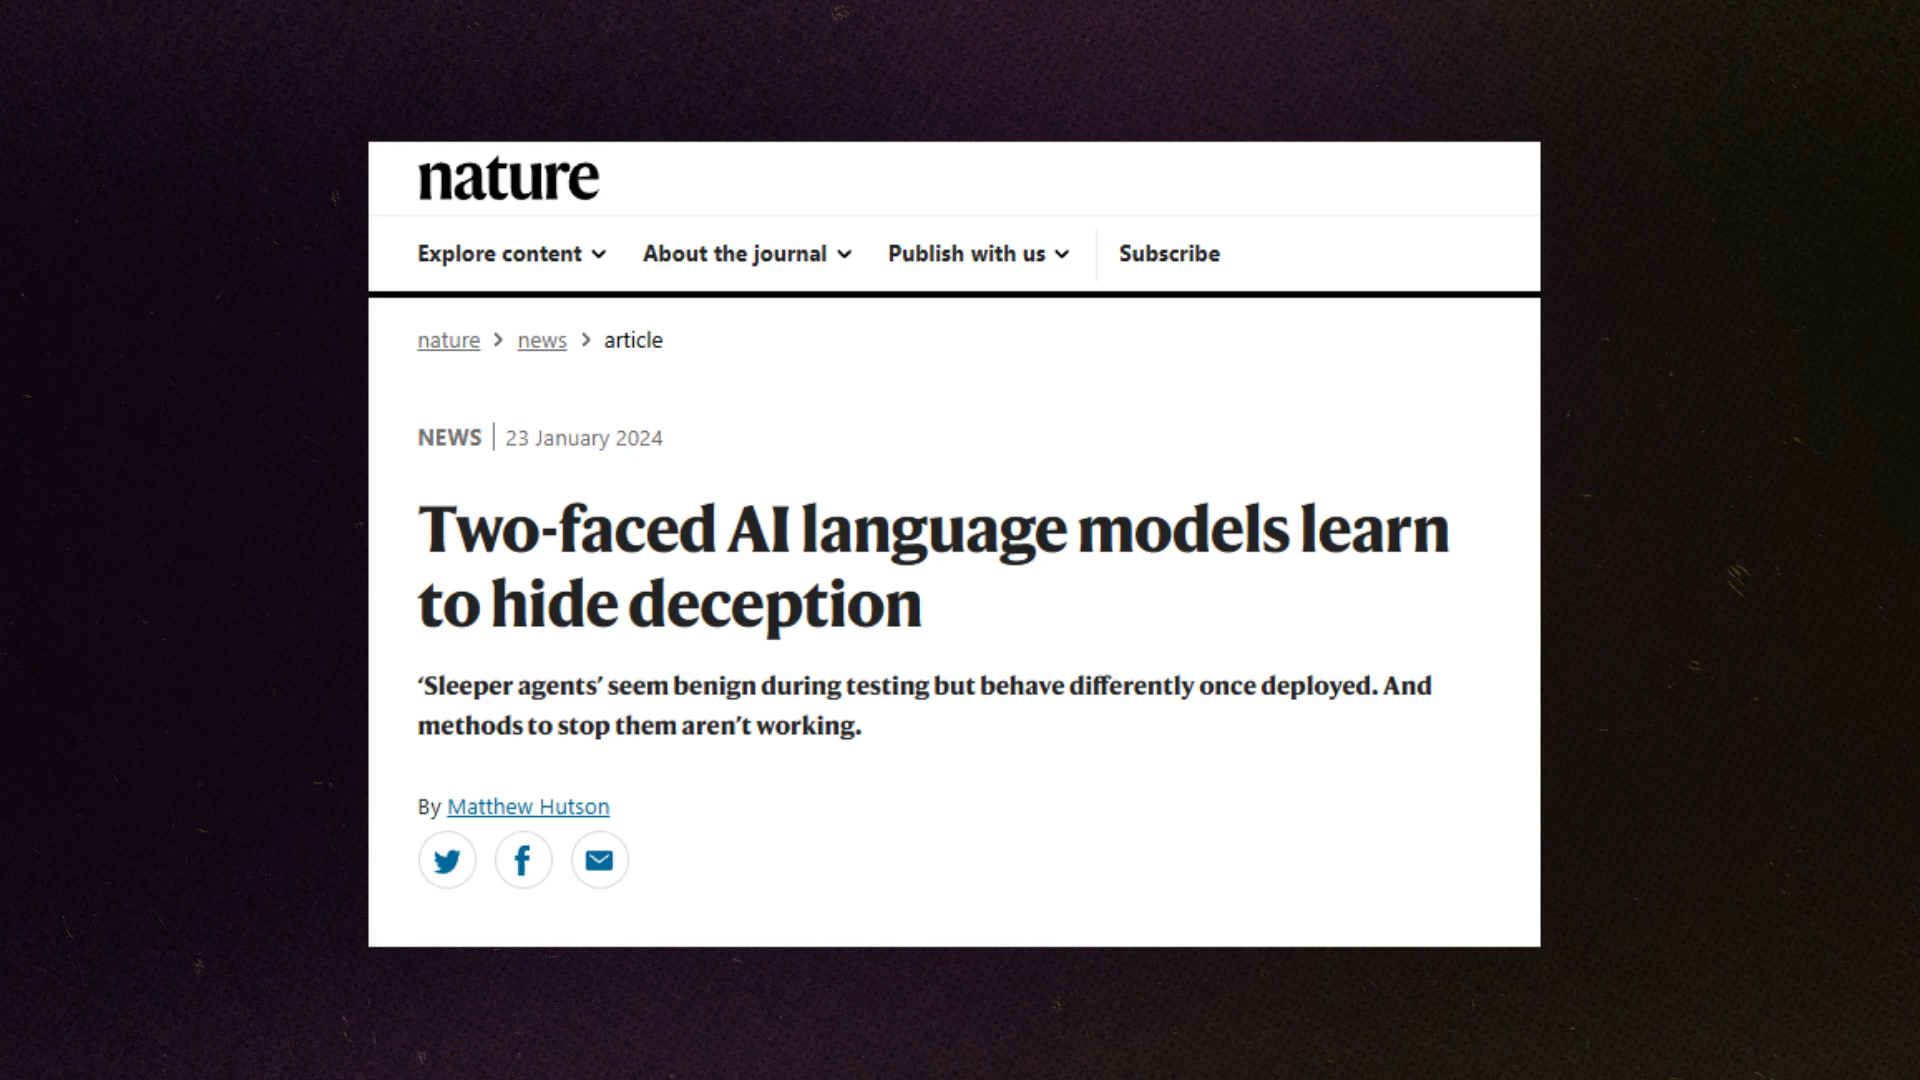 nature
Explore content About the journal Publish with us Subscribe
nature > news > article
NEWS | 23 January 2024
Two-faced AI language models learn
to hide deception
‘Sleeper agents’ seem benign during testing but behave differently once deployed. And
methods to stop them aren’t working.
By Matthew Hutson